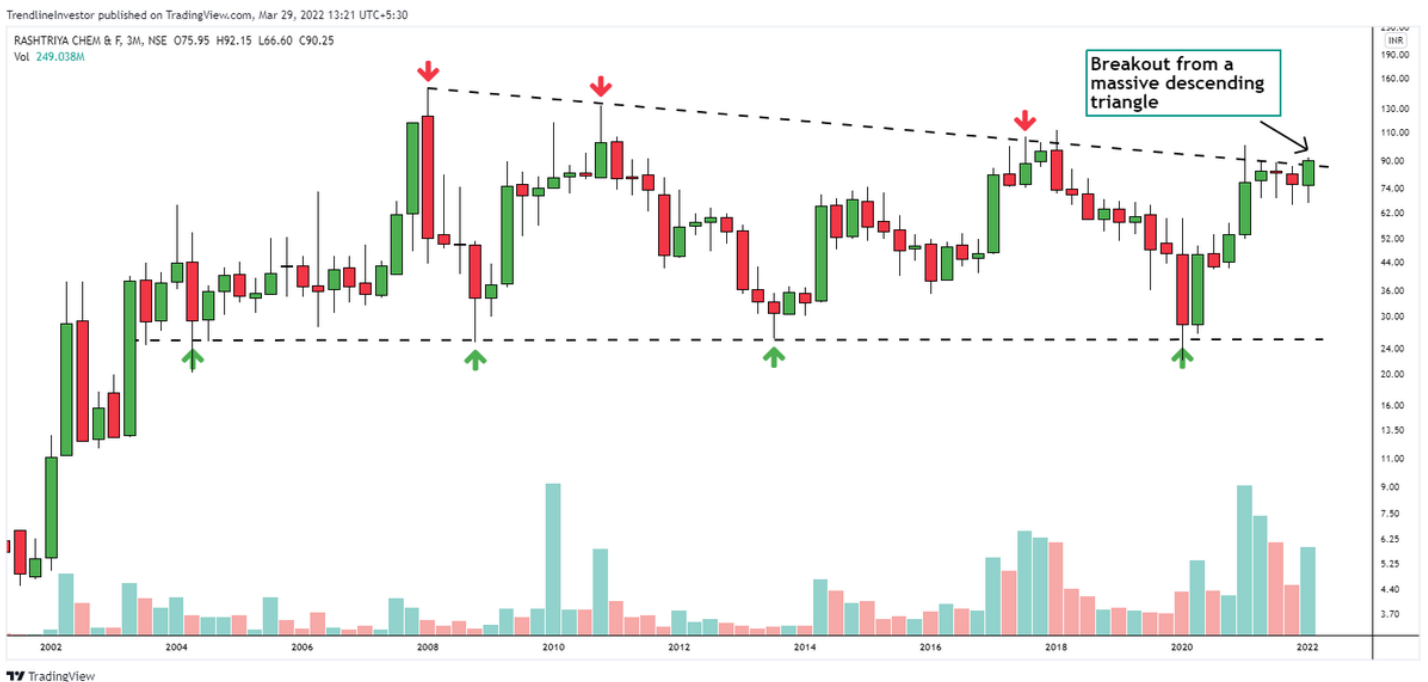 TrendlineInvestor published on TradingView.com, Mar 29, 2022 13:21 UTC+5:30
RASHTRIYA CHEM & F, 3M, NSE O75.95 H92.15 L66.60 C90.25
Vol 249.038M
INR
190.00
160.00
130.00
110.00
90.00
74.00
62.00
52.00
44.00
36.00
30.00
24.00
20.00
16.00
13.50
11.00
9.00
7.50
6.25
5.25
4.40
3.70
Breakout from a
massive descending
triangle
2002 2004 2006 2008 2010 2012 2014 2016 2018 2020 2022
TradingView